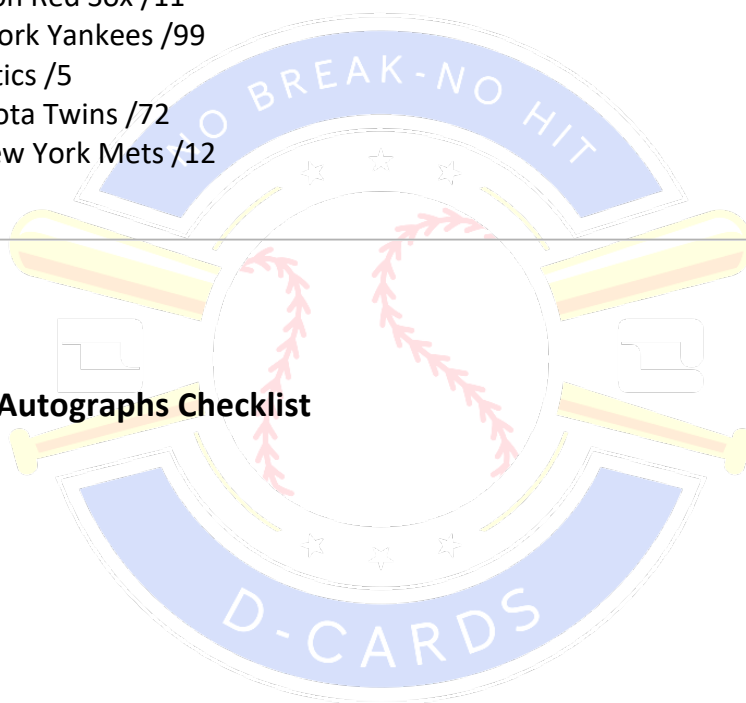 on Red Sox /11
ork Yankees /99
tics /5
ota Twins /72
ew York Mets /12
NO BREAK-NO HIT
Autographs Checklist
D-CARDS